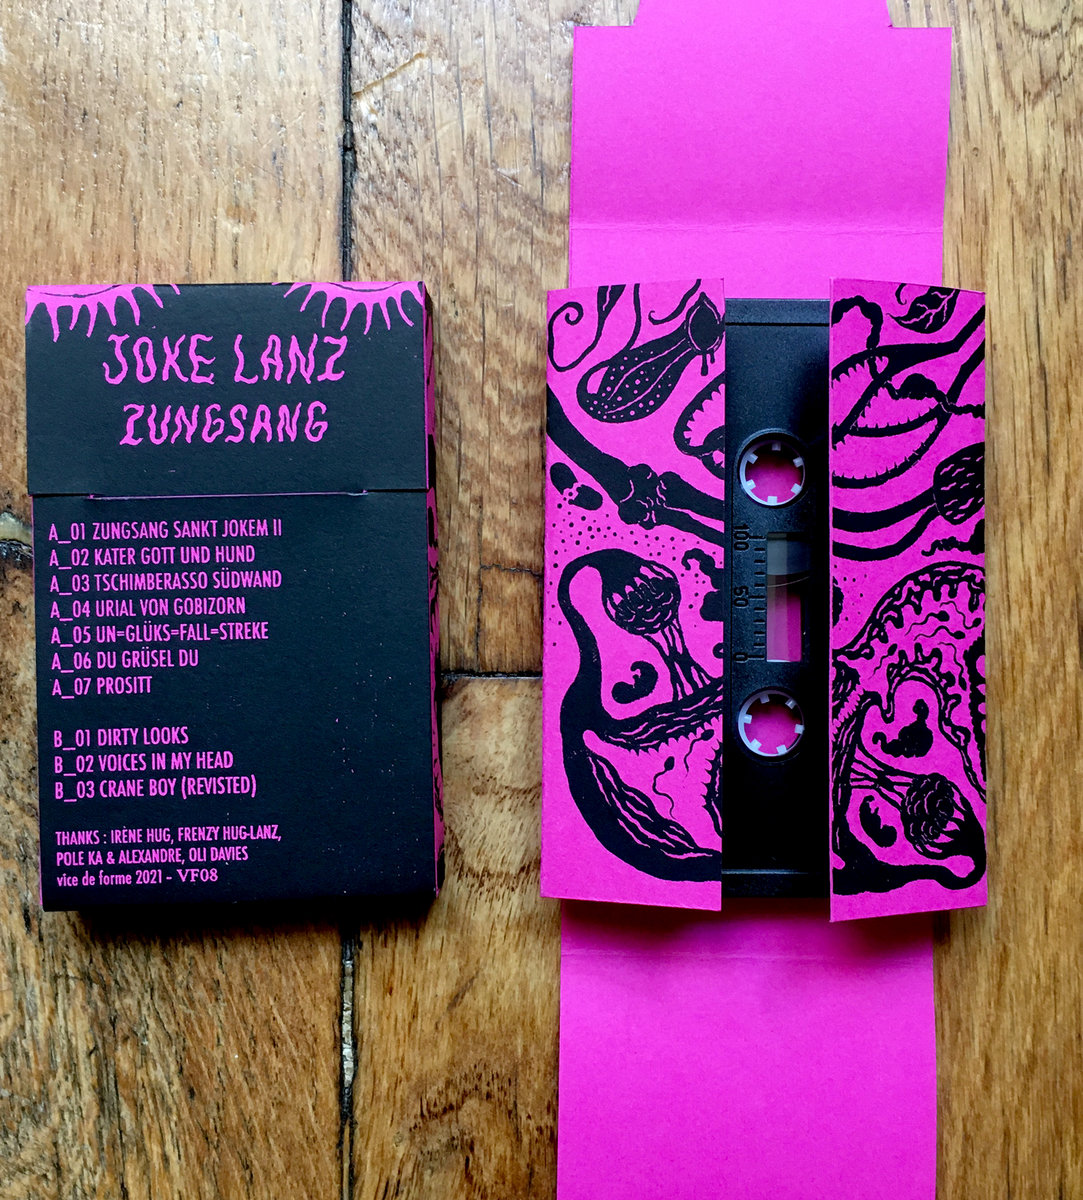 JOKE LANZ
ZUNGSANG
A_01 ZUNGSANG SANKT JOKEM II
A_02 KATER GOTT UND HUND
A_03 TSCHIMBERASSO SÜDWAND
A_04 URIAL VON GOBIZORN
A_05 UN=GLÜKS=FALL=STREKE
A_06 DU GRÜSEL DU
A_07 PROSITT
B_01 DIRTY LOOKS
B_02 VOICES IN MY HEAD
B_03 CRANE BOY (REVISTED)
THANKS : IRÈNE HUG, FRENZY HUG-LANZ,
POLE KA & ALEXANDRE, OLI DAVIES
vice de forme 2021 - VF08
100
50
0